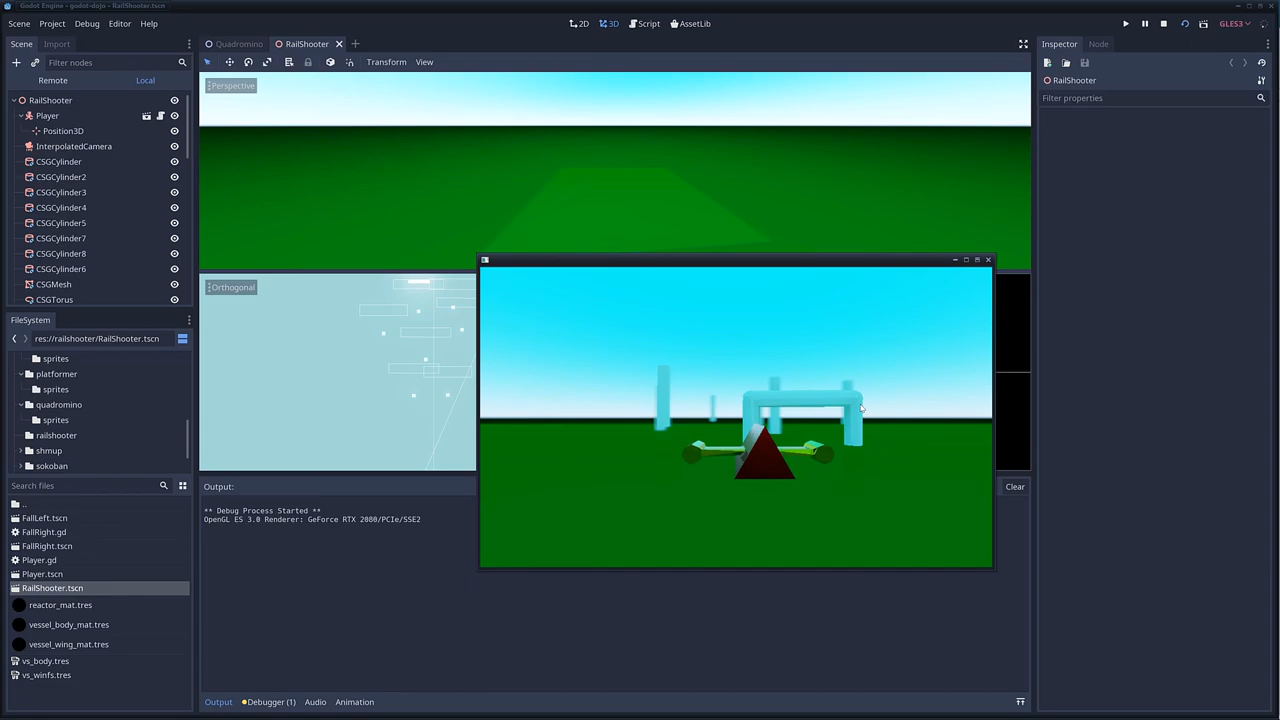 Godot Engine - godot-dojo - RailShooter.tscn
Scene Project Debug Editor Help
2D 3D Script AssetLib
GLES3
Scene Import
Filter nodes
Remote Local
RailShooter
Player
Position3D
InterpolatedCamera
CSGCylinder
CSGCylinder2
CSGCylinder3
CSGCylinder4
CSGCylinder5
CSGCylinder7
CSGCylinder8
CSGCylinder6
CSGMesh
CSGTorus
FileSystem
res://railshooter/RailShooter.tscn
sprites
platformer
sprites
quadromino
sprites
railshooter
shmup
sokoban
Search files
..
FallLeft.tscn
FallRight.gd
FallRight.tscn
Player.gd
Player.tscn
RailShooter.tscn
reactor_mat.tres
vessel_body_mat.tres
vessel_wing_mat.tres
vs_body.tres
vs_winfs.tres
Quadromino RailShooter
Transform View
Perspective
Orthogonal
Output:
Clear
** Debug Process Started **
OpenGL ES 3.0 Renderer: GeForce RTX 2080/PCIe/SSE2
Output Debugger (1) Audio Animation
Inspector Node
RailShooter
Filter properties